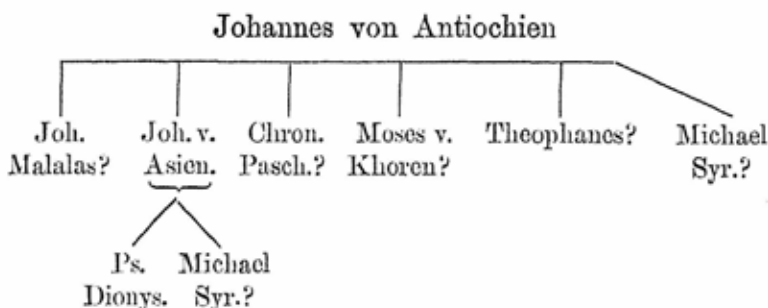 Johannes von Antiochien
Joh. Joh. v. Chron. Moses v. Theophanes? Michael
Malalas? Asien. Pasch.? Khoren? Syr.?
Ps. Michael
Dionys. Syr.?